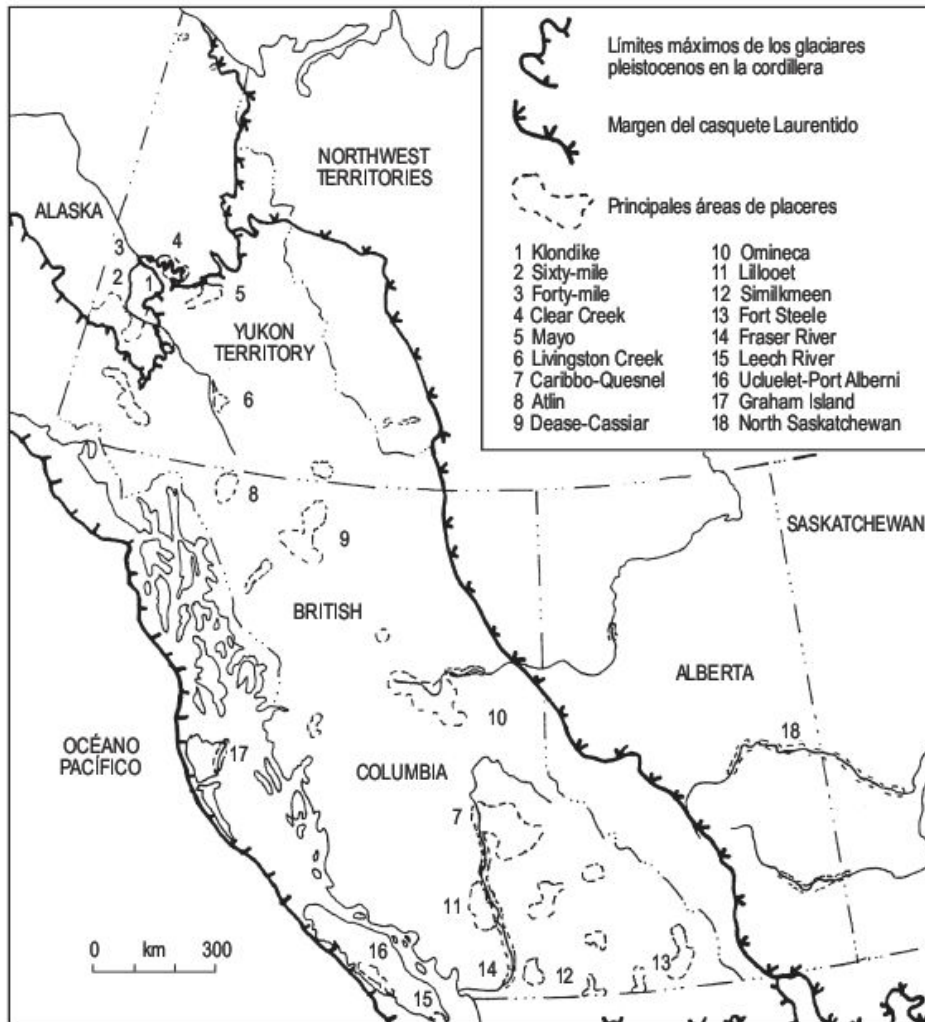 Límites máximos de los glaciares
pleistocenos en la cordillera
Margen del casquete Laurentido
Principales áreas de placeres
1 Klondike
2 Sixty-mile
3 Forty-mile
4 Clear Creek
5 Mayo
6 Livingston Creek
7 Caribbo-Quesnel
8 Atlin
9 Dease-Cassiar
10 Omineca
11 Lillooet
12 Similkmeen
13 Fort Steele
14 Fraser River
15 Leech River
16 Ucluelet-Port Alberni
17 Graham Island
18 North Saskatchewan
NORTHWEST
TERRITORIES
ALASKA
3
4
2
1
5
YUKON
TERRITORY
6
8
9
SASKATCHEWAN
BRITISH
ALBERTA
10
18
OCÉANO
PACÍFICO
17
COLUMBIA
7
11
0 km 300
16
14
12
13
15